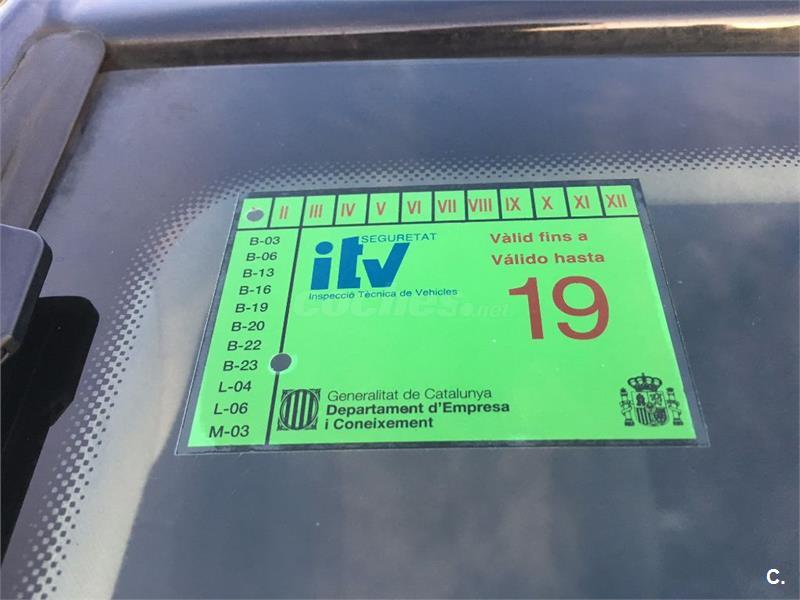 II III IV V VI VII VIII IX X XI XII
B-03
B-06
B-13
B-16
B-19
B-20
B-22
B-23
L-04
L-06
M-03
SEGURETAT
itv
Inspecció Tècnica de Vehicles
Vàlid fins a
Válido hasta
19
coches.net
Generalitat de Catalunya
Departament d'Empresa
i Coneixement
C.